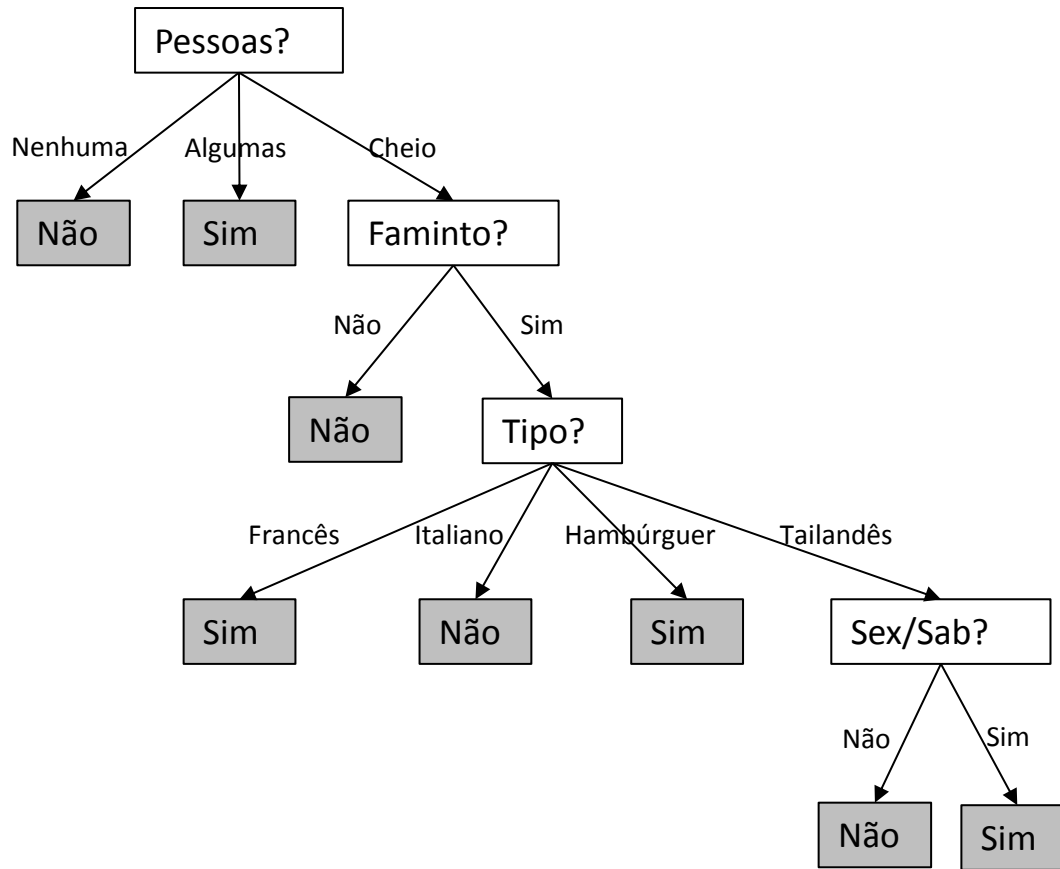 Pessoas?
Nenhuma Algumas Cheio
Não Sim Faminto?
Não Sim
Não Tipo?
Francês Italiano Hambúrguer Tailandês
Sim Não Sim Sex/Sab?
Não Sim
Não Sim